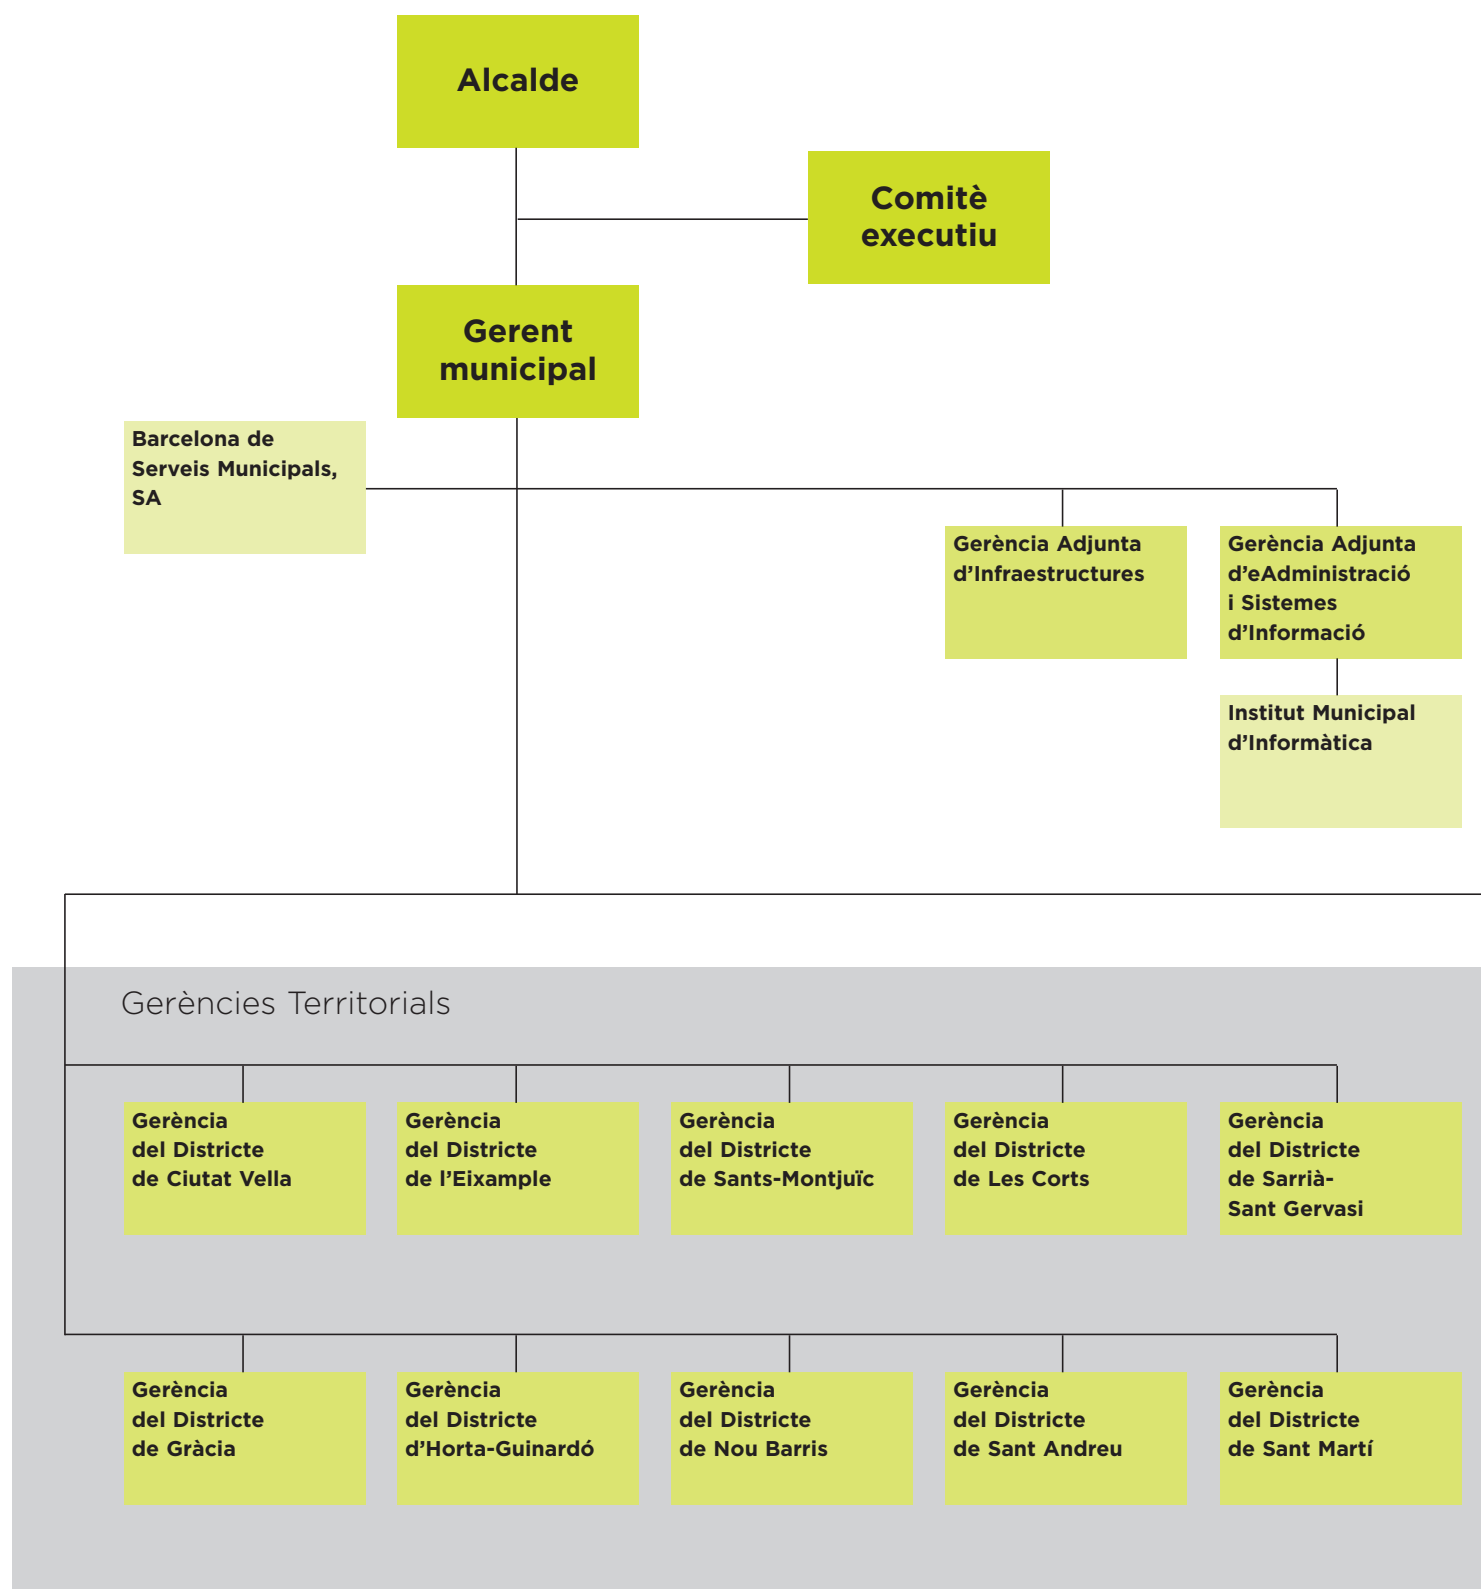 Alcalde
Comitè
executiu
Gerent
municipal
Barcelona de
Serveis Municipals,
SA
Gerència Adjunta
d’Infraestructures
Gerència Adjunta
d’eAdministració
i Sistemes
d’Informació
Institut Municipal
d’Informàtica
Gerències Territorials
Gerència
del Districte
de Ciutat Vella
Gerència
del Districte
de l’Eixample
Gerència
del Districte
de Sants-Montjuïc
Gerència
del Districte
de Les Corts
Gerència
del Districte
de Sarrià-
Sant Gervasi
Gerència
del Districte
de Gràcia
Gerència
del Districte
d’Horta-Guinardó
Gerència
del Districte
de Nou Barris
Gerència
del Districte
de Sant Andreu
Gerència
del Districte
de Sant Martí